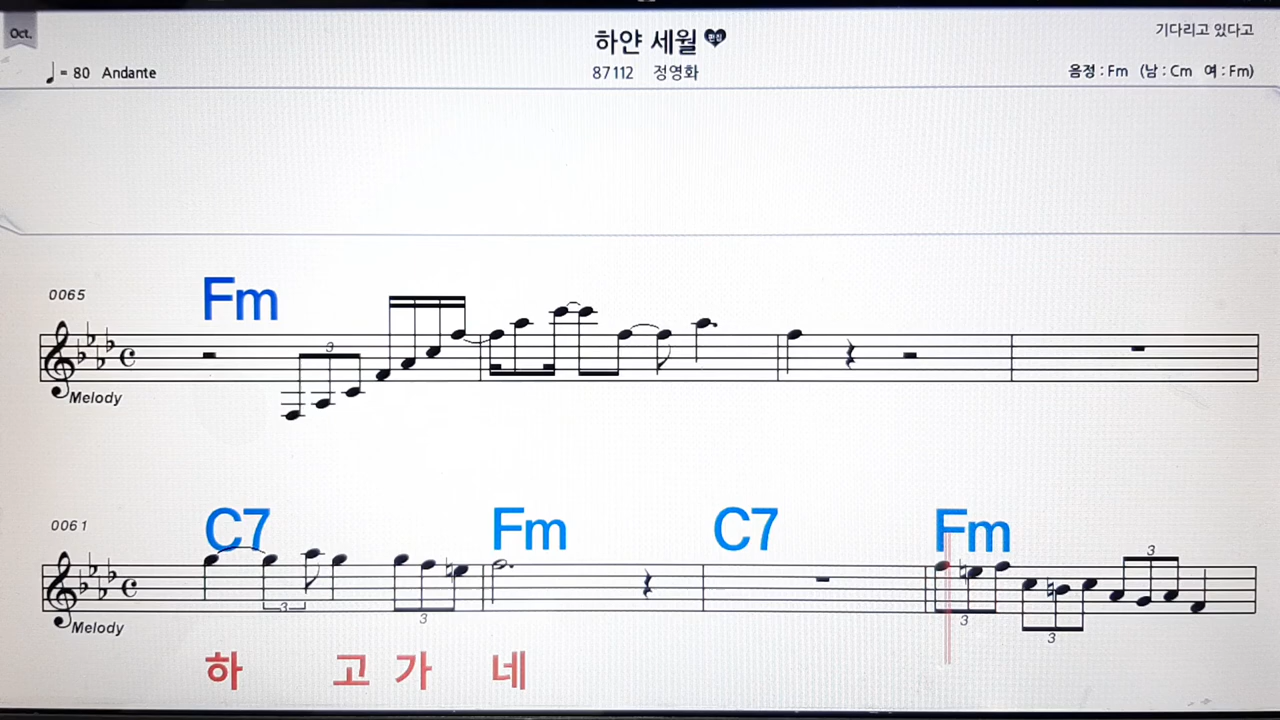 Oct.
하얀 세월
기다리고 있다고
= 80 Andante
87112 정영화
음정 : Fm (남 : Cm 여 : Fm)
0065
Fm
3
Melody
0061
C7 Fm C7 Fm
3 3 3 3 3
Melody
하 고 가 네